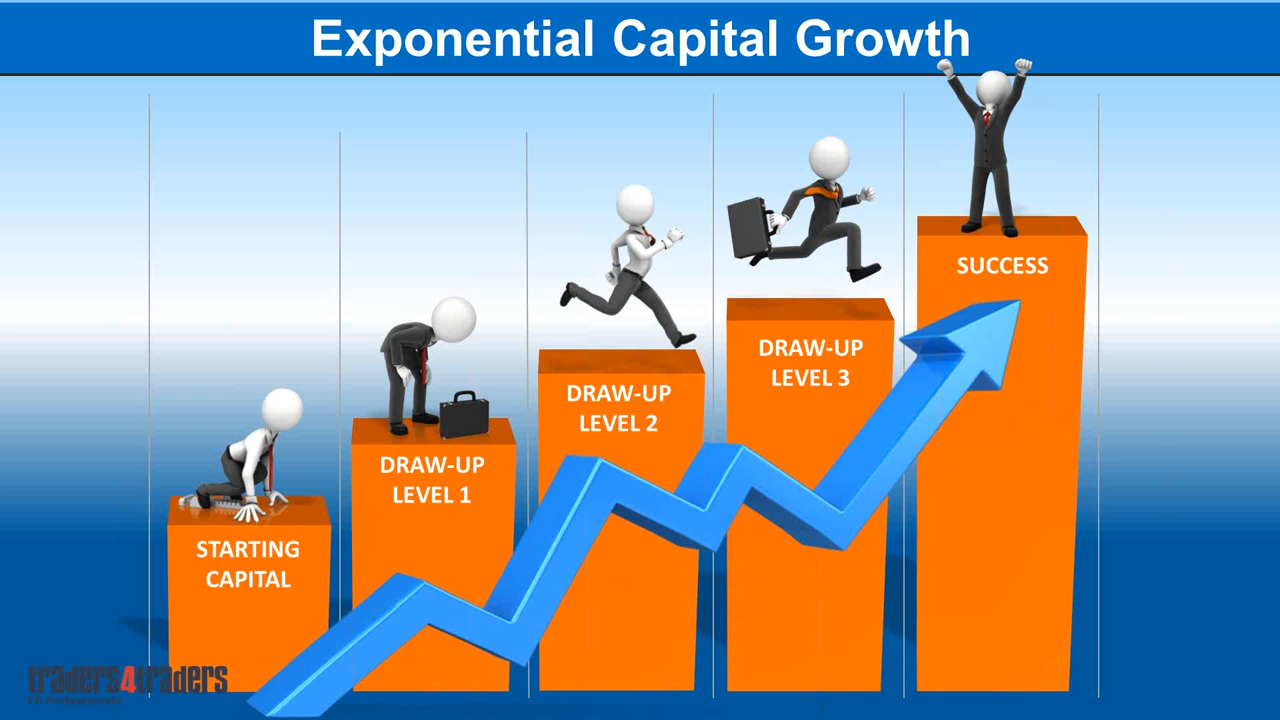 Exponential Capital Growth
SUCCESS
DRAW-UP
LEVEL 3
DRAW-UP
LEVEL 2
DRAW-UP
LEVEL 1
STARTING
CAPITAL
traders4traders